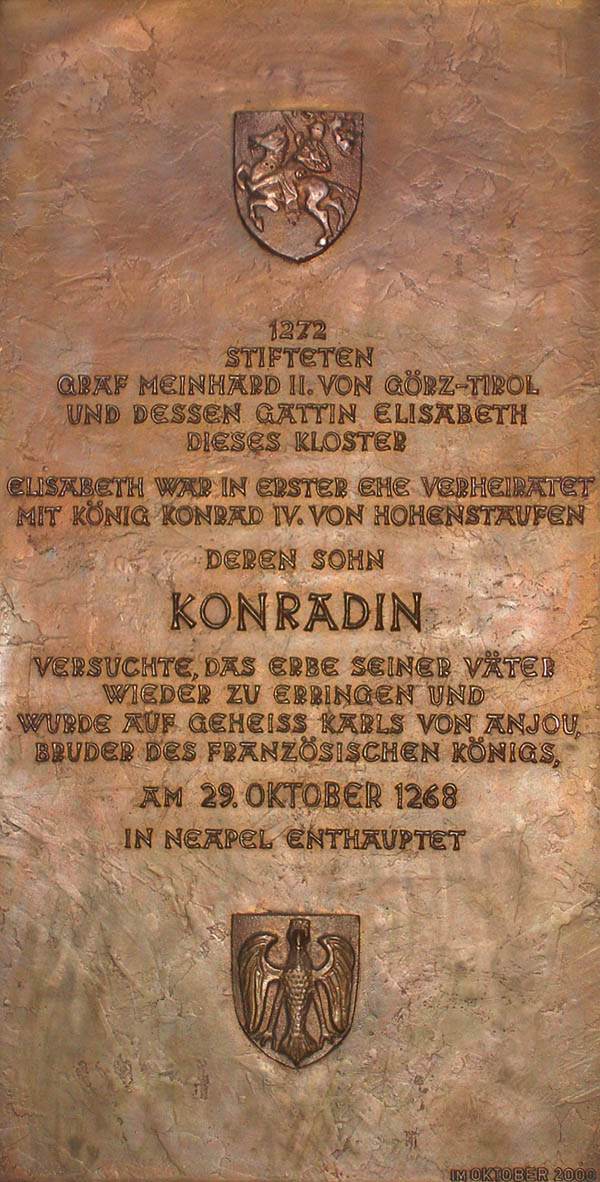 1272
STIFTETEN
GRAF MEINHARD II. VON GÖRZ-TIROL
UND DESSEN GATTIN ELISABETH
DIESES KLOSTER
ELISABETH WAR IN ERSTER EHE VERHEIRATET
MIT KÖNIG KONRAD IV. VON HOHENSTAUFEN
DEREN SOHN
KONRADIN
VERSUCHTE, DAS ERBE SEINER VÄTER
WIEDER ZU ERRINGEN UND
WURDE AUF GEHEISS KARLS VON ANJOU,
BRUDER DES FRANZÖSISCHEN KÖNIGS,
AM 29. OKTOBER 1268
IN NEAPEL ENTHAUPTET
IM OKTOBER 2000